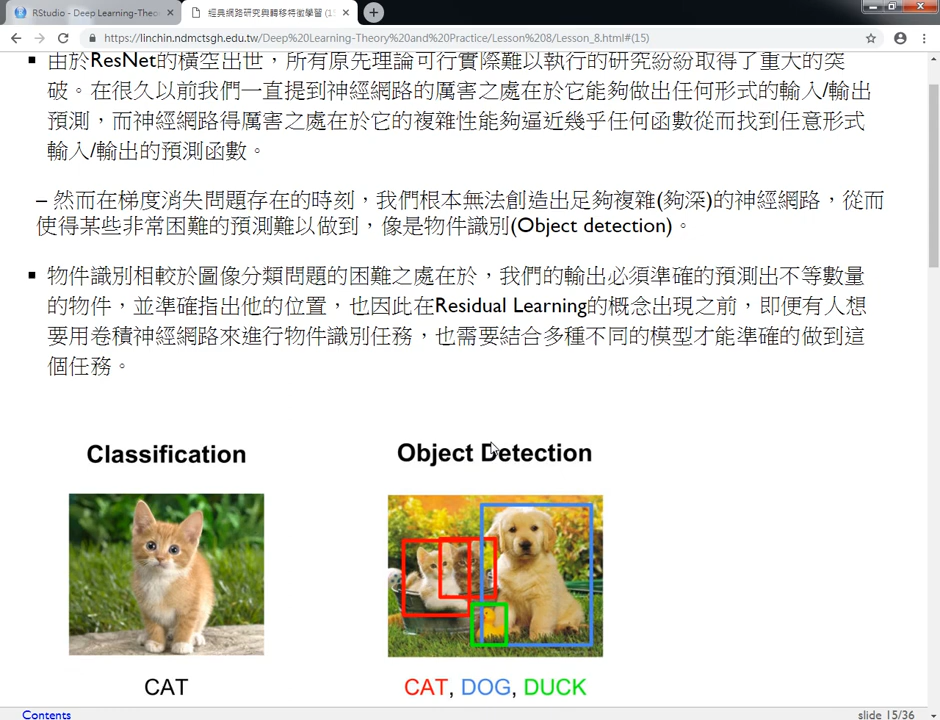 RStudio - Deep Learning-Theo
經典網路研究與轉移特徵學習 (15
https://linchin.ndmctsgh.edu.tw/Deep%20Learning-Theory%20and%20Practice/Lesson%208/Lesson_8.html#(15)
由於ResNet的橫空出世，所有原先理論可行實際難以執行的研究紛紛取得了重大的突
破。在很久以前我們一直提到神經網路的厲害之處在於它能夠做出任何形式的輸入/輸出
預測，而神經網路得厲害之處在於它的複雜性能夠逼近幾乎任何函數從而找到任意形式
輸入/輸出的預測函數。
– 然而在梯度消失問題存在的時刻，我們根本無法創造出足夠複雜(夠深)的神經網路，從而
使得某些非常困難的預測難以做到，像是物件識別(Object detection)。
物件識別相較於圖像分類問題的困難之處在於，我們的輸出必須準確的預測出不等數量
的物件，並準確指出他的位置，也因此在Residual Learning的概念出現之前，即便有人想
要用卷積神經網路來進行物件識別任務，也需要結合多種不同的模型才能準確的做到這
個任務。
Classification
Object Detection
CAT
CAT, DOG, DUCK
Contents
slide 15/36